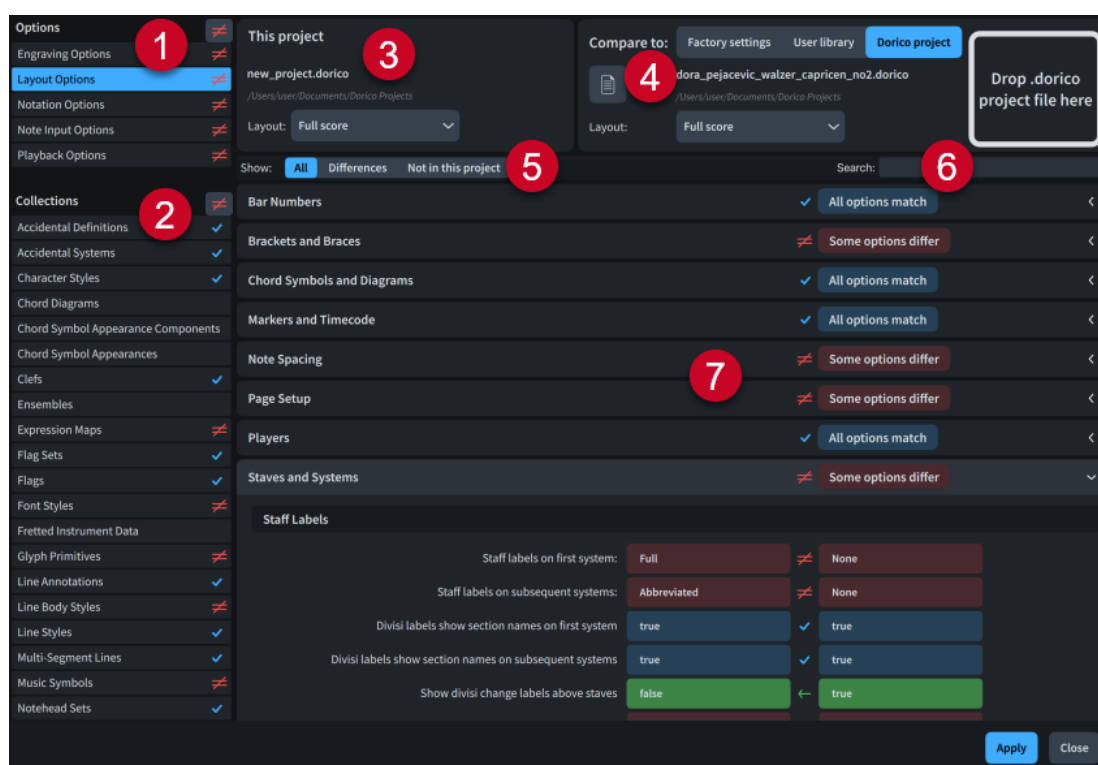 Options
1
Engraving Options
Layout Options
Notation Options
Note Input Options
Playback Options
Collections
2
Accidental Definitions
Accidental Systems
Character Styles
Chord Diagrams
Chord Symbol Appearance Components
Chord Symbol Appearances
Clefs
Ensembles
Expression Maps
Flag Sets
Flags
Font Styles
Fretted Instrument Data
Glyph Primitives
Line Annotations
Line Body Styles
Line Styles
Multi-Segment Lines
Music Symbols
Notehead Sets
This project
3
new_project.dorico
/Users/user/Documents/Dorico Projects
Layout: Full score
Compare to: Factory settings User library Dorico project
4
dora_pejacevic_walzer_capricen_no2.dorico
/Users/user/Documents/Dorico Projects
Layout: Full score
Drop .dorico
project file here
Show: All Differences Not in this project 5
Search: 6
Bar Numbers All options match
Brackets and Braces Some options differ
Chord Symbols and Diagrams All options match
Markers and Timecode All options match
Note Spacing Some options differ
7
Page Setup Some options differ
Players All options match
Staves and Systems Some options differ
Staff Labels
Staff labels on first system: Full ≠ None
Staff labels on subsequent systems: Abbreviated ≠ None
Divisi labels show section names on first system true ✓ true
Divisi labels show section names on subsequent systems true ✓ true
Show divisi change labels above staves false ← true
Apply Close